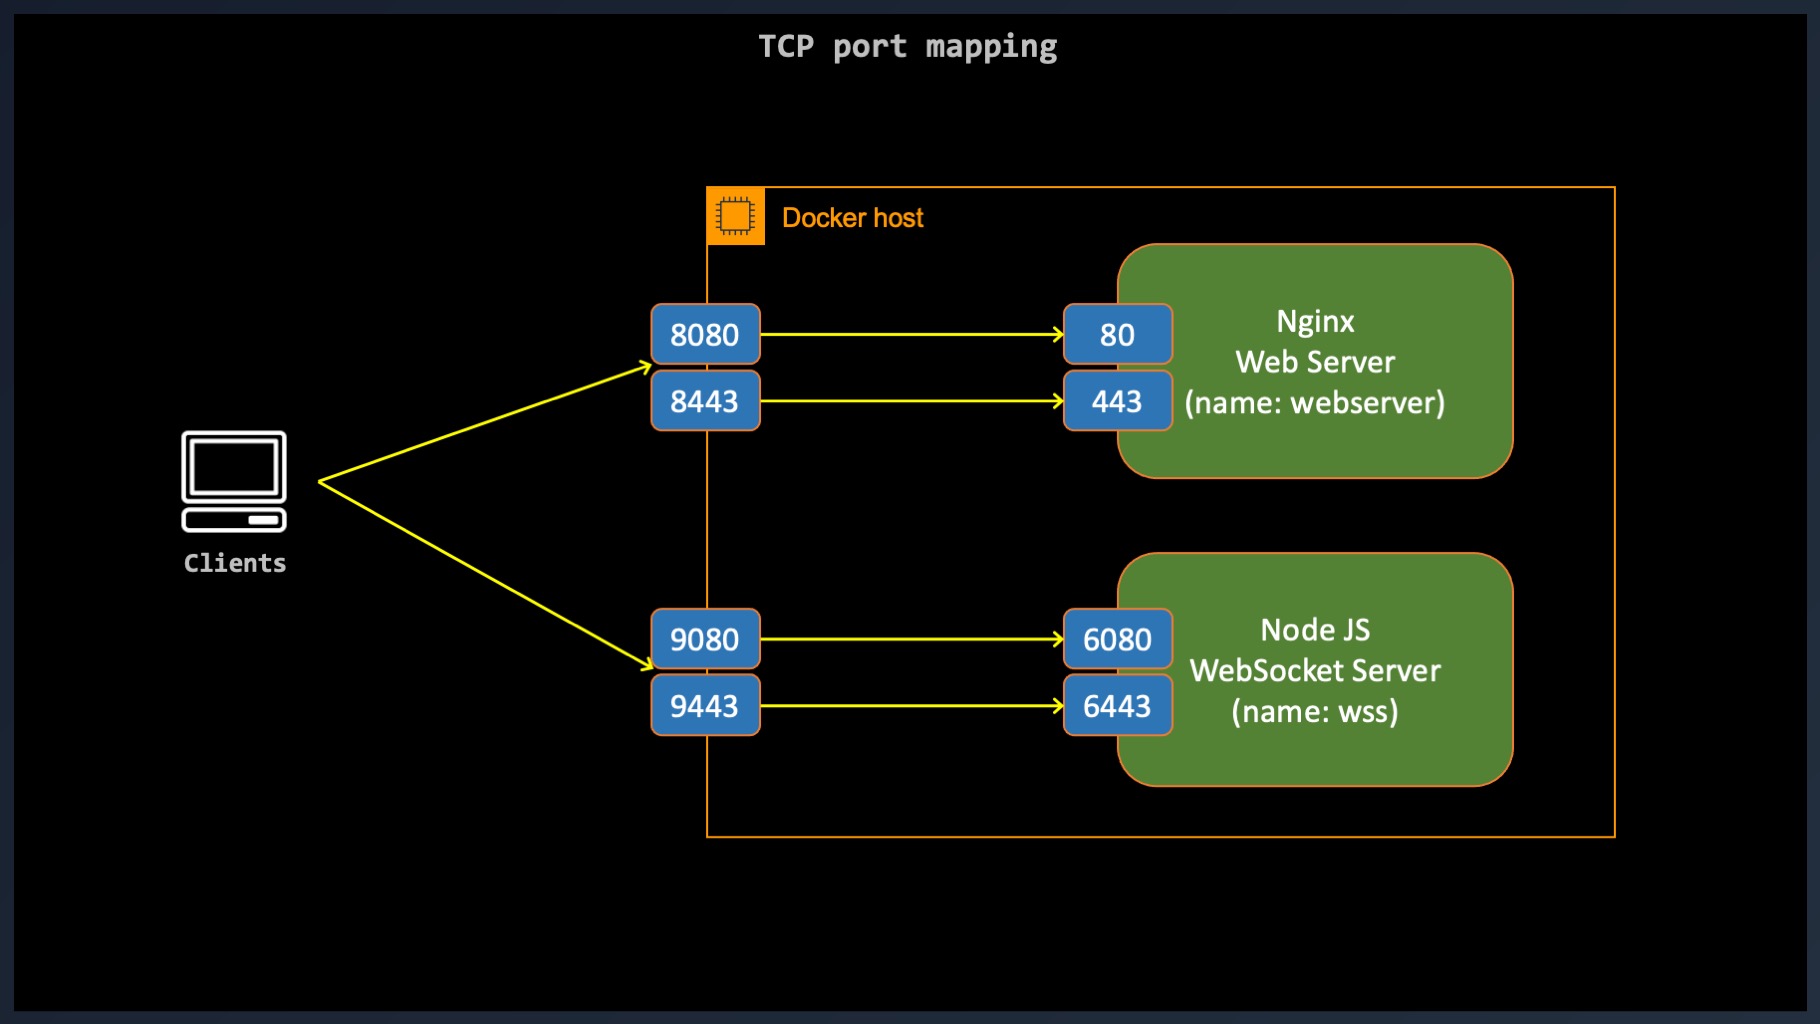 TCP port mapping
Docker host
8080
80
8443
443
Nginx
Web Server
(name: webserver)
Clients
9080
6080
9443
6443
Node JS
WebSocket Server
(name: wss)